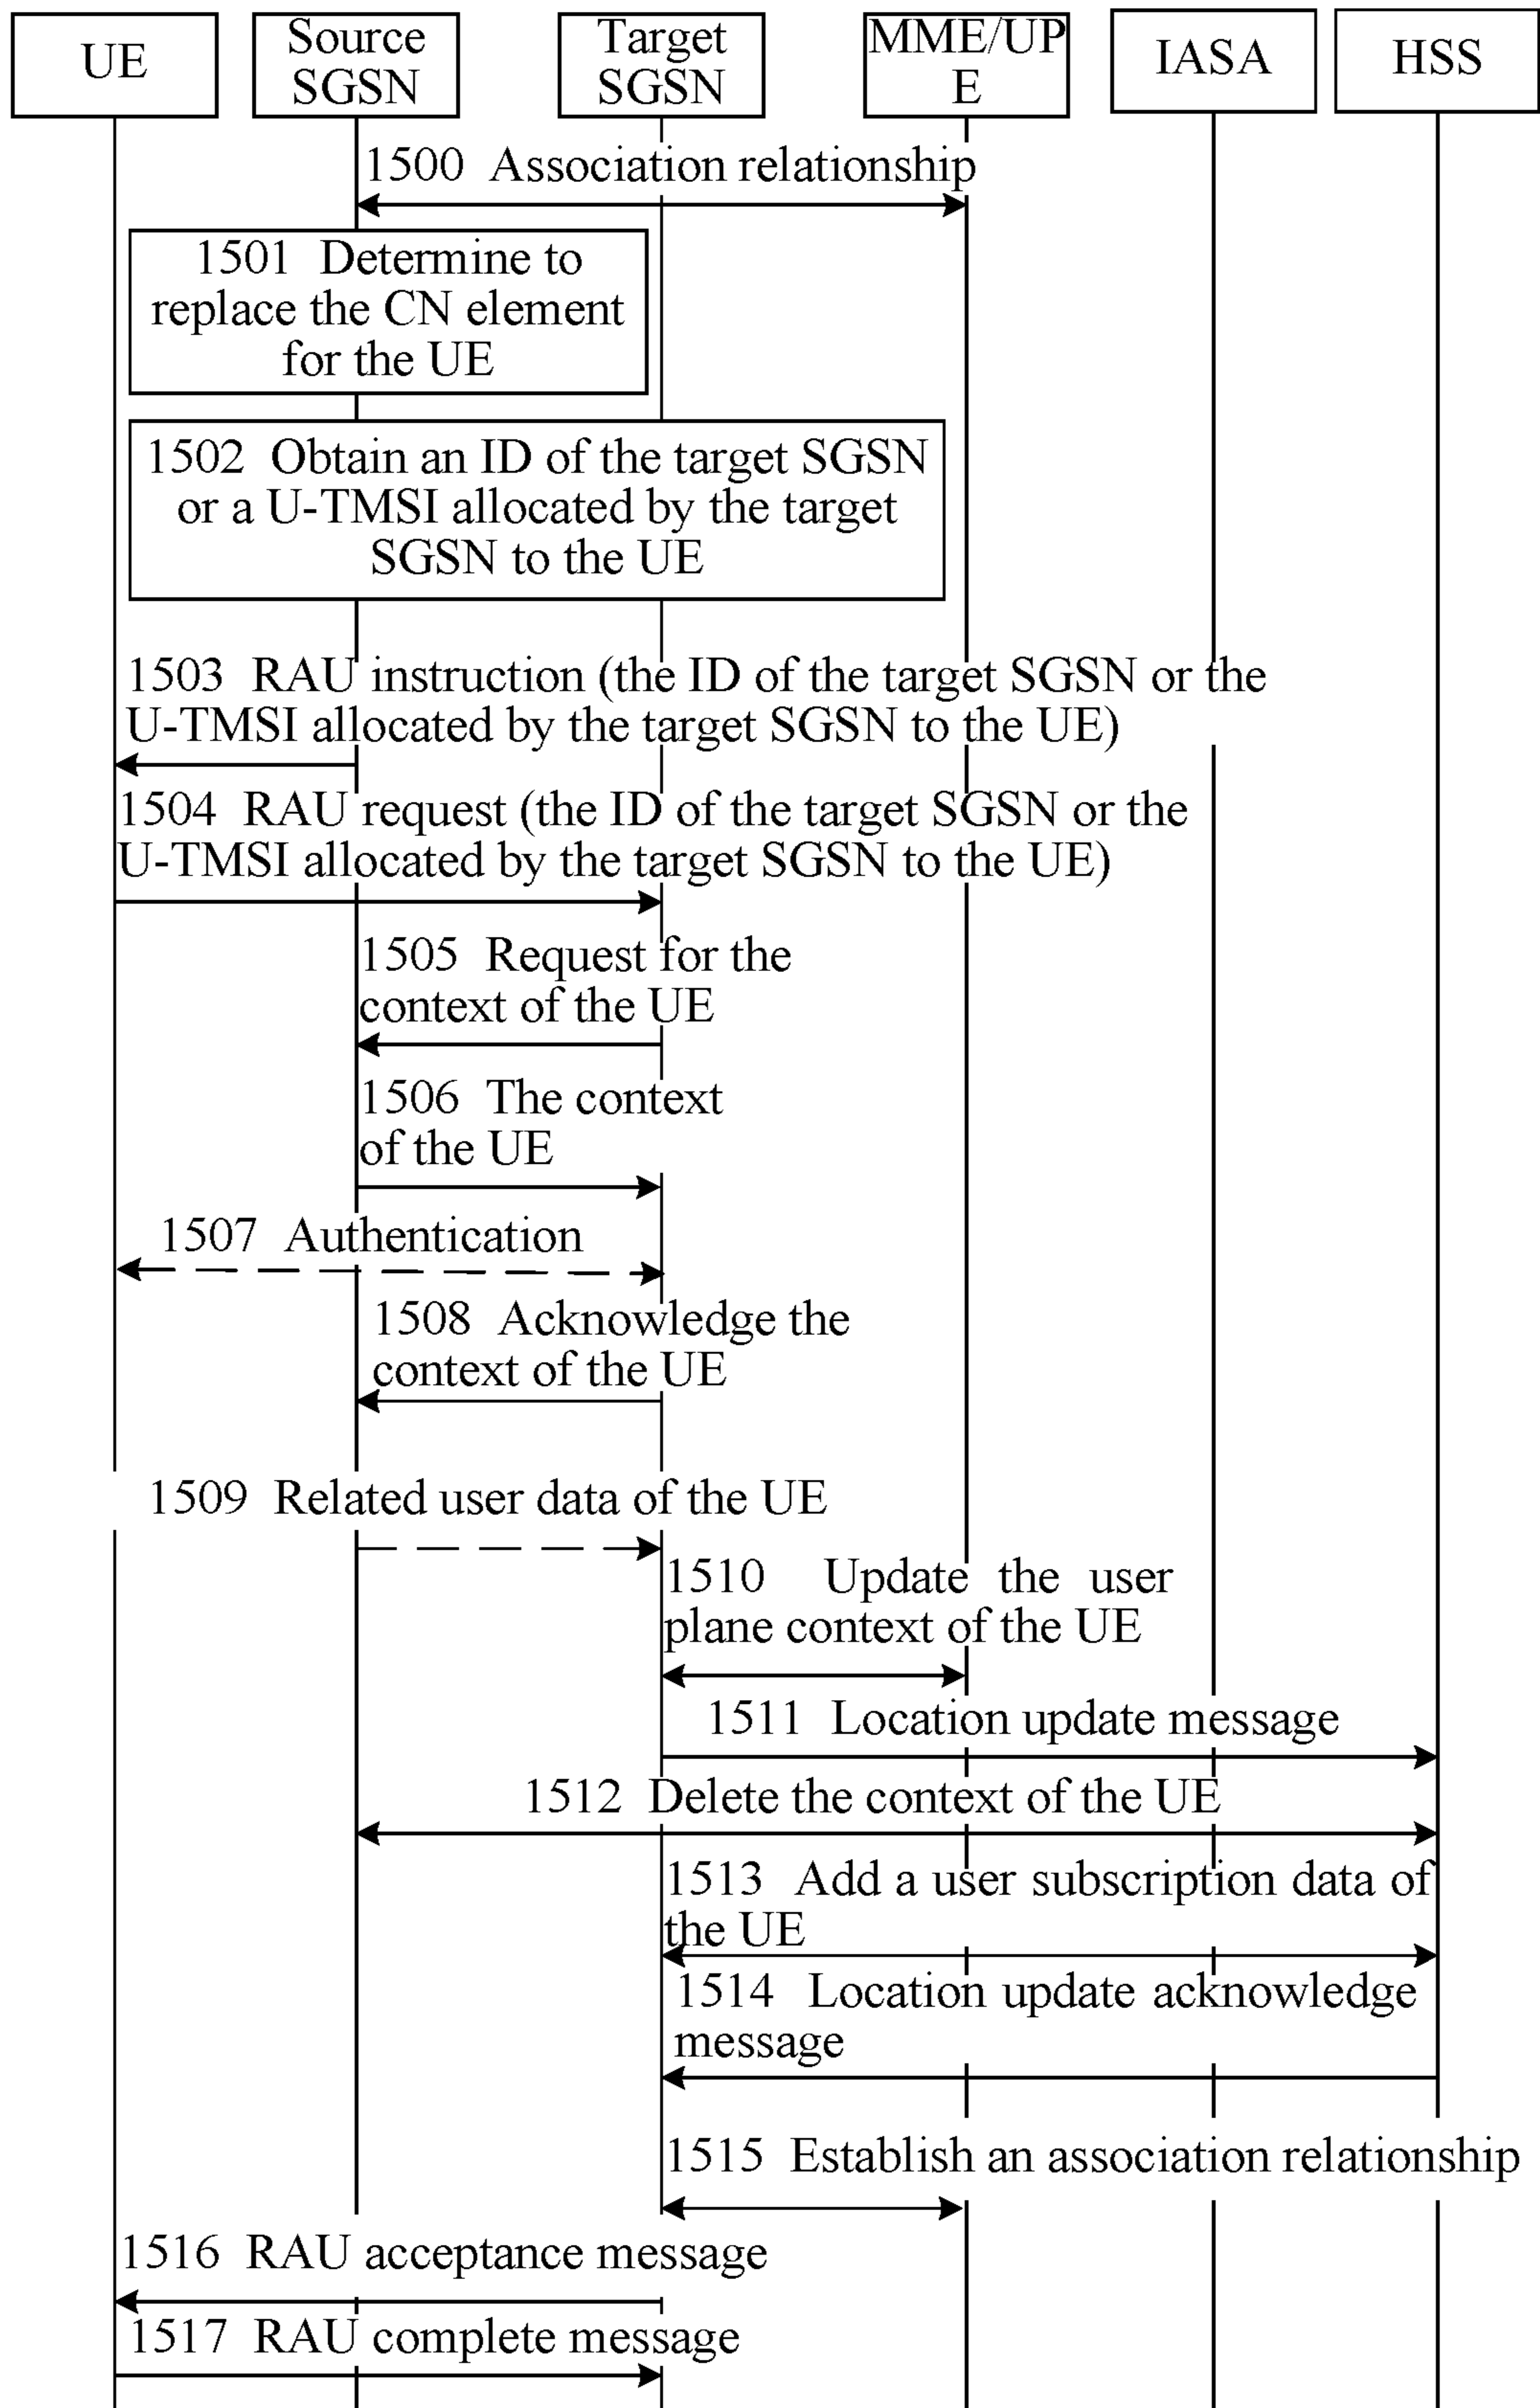 UE
Source
SGSN
Target
SGSN
MME/UP
E
IASA
HSS
1500 Association relationship
1501 Determine to
replace the CN element
for the UE
1502 Obtain an ID of the target SGSN
or a U-TMSI allocated by the target
SGSN to the UE
1503 RAU instruction (the ID of the target SGSN or the
U-TMSI allocated by the target SGSN to the UE)
1504 RAU request (the ID of the target SGSN or the
U-TMSI allocated by the target SGSN to the UE)
1505 Request for the
context of the UE
1506 The context
of the UE
1507 Authentication
1508 Acknowledge the
context of the UE
1509 Related user data of the UE
1510 Update the user
plane context of the UE
1511 Location update message
1512 Delete the context of the UE
1513 Add a user subscription data of
the UE
1514 Location update acknowledge
message
1515 Establish an association relationship
1516 RAU acceptance message
1517 RAU complete message